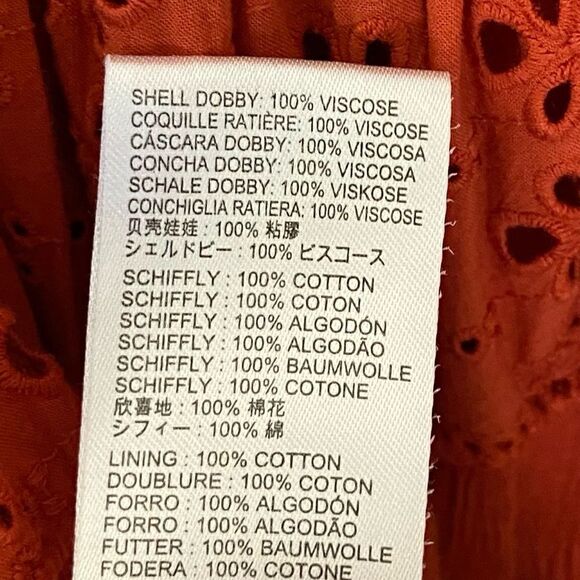 SHELL DOBBY: 100% VISCOSE
COQUILLE RATIÈRE: 100% VISCOSE
CÁSCARA DOBBY: 100% VISCOSA
CONCHA DOBBY: 100% VISCOSA
SCHALE DOBBY: 100% VISKOSE
CONCHIGLIA RATIERA: 100% VISCOSE
贝壳娃娃 : 100% 粘膠
シェルドビー : 100% ビスコース
SCHIFFLY : 100% COTTON
SCHIFFLY : 100% COTON
SCHIFFLY : 100% ALGODÓN
SCHIFFLY : 100% ALGODÃO
SCHIFFLY : 100% BAUMWOLLE
SCHIFFLY : 100% COTONE
欣喜地 : 100% 棉花
シフィー : 100% 綿
LINING : 100% COTTON
DOUBLURE : 100% COTON
FORRO : 100% ALGODÓN
FORRO : 100% ALGODÃO
FUTTER : 100% BAUMWOLLE
FODERA : 100% COTONE